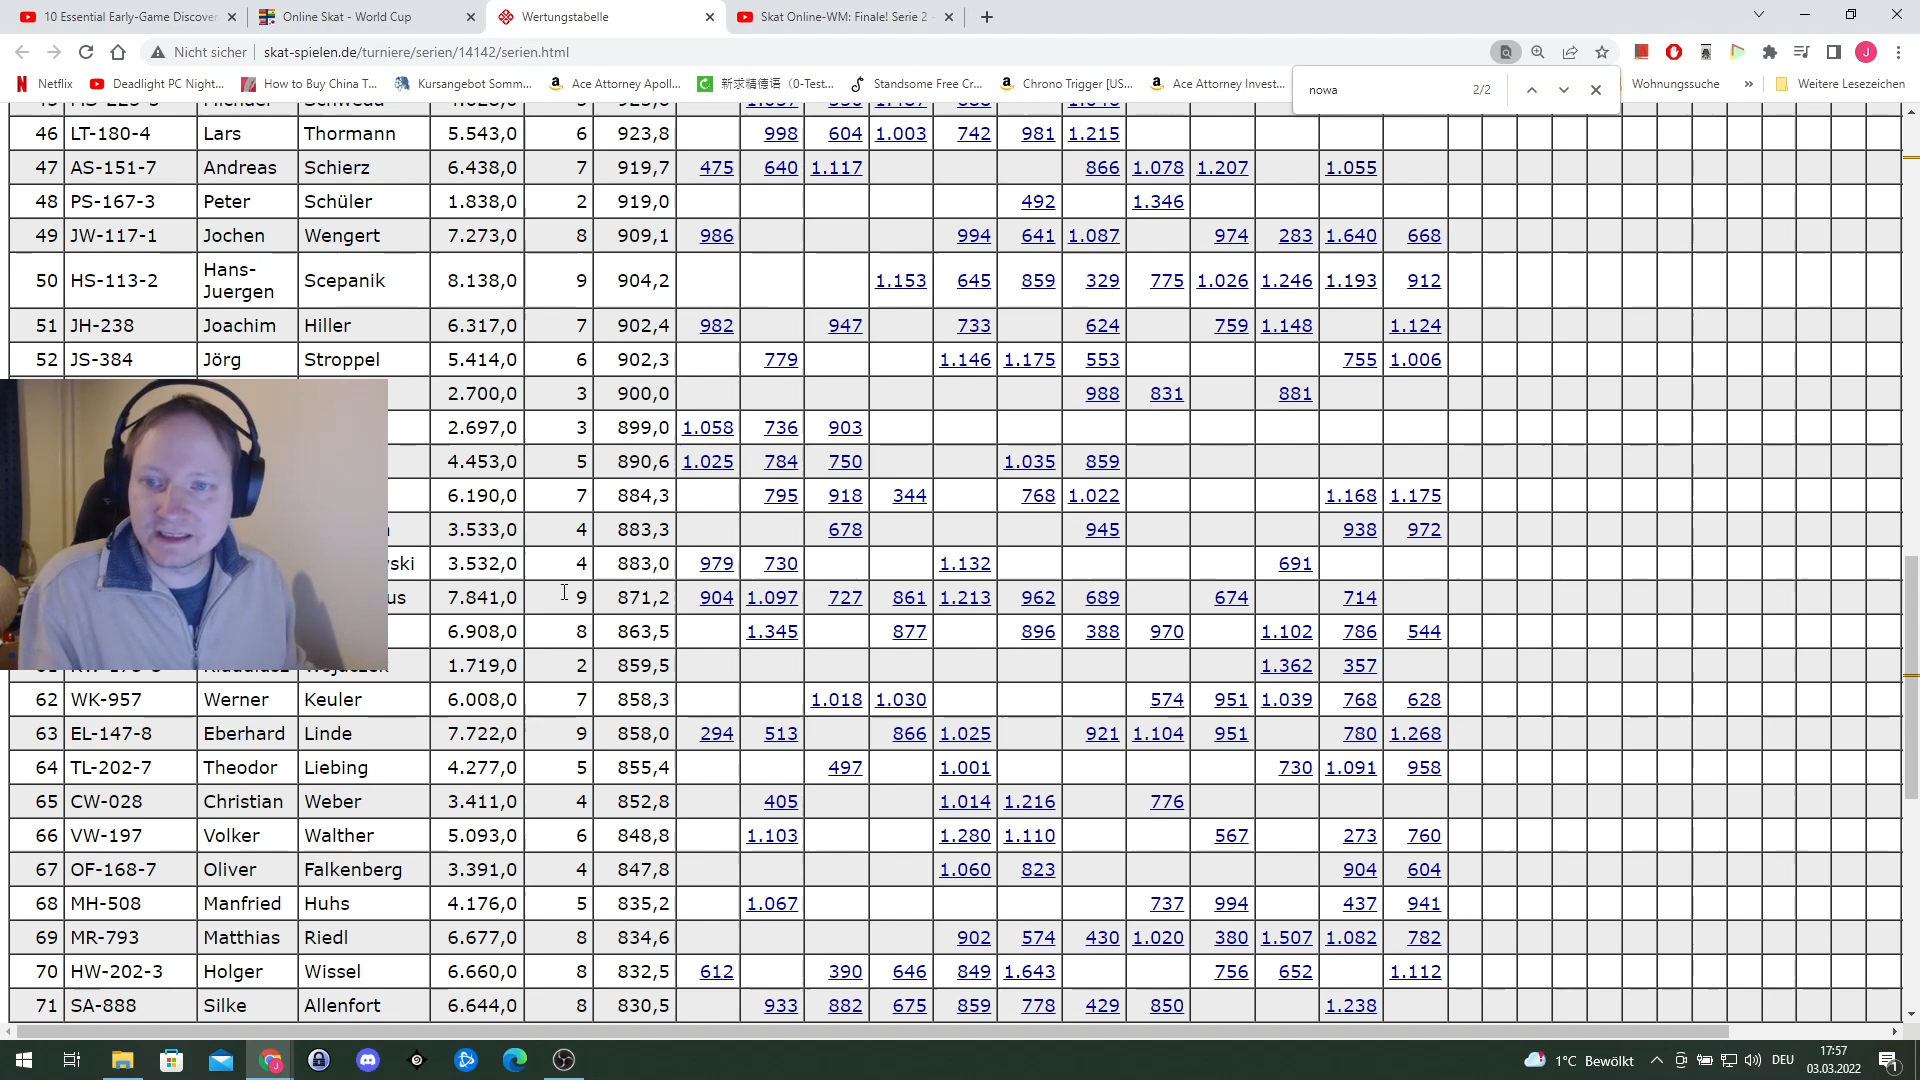 10 Essential Early-Game Discover
Online Skat - World Cup
Wertungstabelle
Skat Online-WM: Finale! Serie 2 -
Nicht sicher
skat-spielen.de/turniere/serien/14142/serien.html
Netflix
Deadlight PC Night...
How to Buy China T...
Kursangebot Somm...
Ace Attorney Apoll...
新求精德语（0-Test...
Standsome Free Cr...
Chrono Trigger [US...
Ace Attorney Invest...
Wohnungssuche
Weitere Lesezeichen
nowa 2/2
46 LT-180-4 Lars Thormann 5.543,0 6 923,8 998 604 1.003 742 981 1.215
47 AS-151-7 Andreas Schierz 6.438,0 7 919,7 475 640 1.117 866 1.078 1.207 1.055
48 PS-167-3 Peter Schüler 1.838,0 2 919,0 492 1.346
49 JW-117-1 Jochen Wengert 7.273,0 8 909,1 986 994 641 1.087 974 283 1.640 668
50 HS-113-2 Hans-Juergen Scepanik 8.138,0 9 904,2 1.153 645 859 329 775 1.026 1.246 1.193 912
51 JH-238 Joachim Hiller 6.317,0 7 902,4 982 947 733 624 759 1.148 1.124
52 JS-384 Jörg Stroppel 5.414,0 6 902,3 779 1.146 1.175 553 755 1.006
2.700,0 3 900,0 988 831 881
2.697,0 3 899,0 1.058 736 903
4.453,0 5 890,6 1.025 784 750 1.035 859
6.190,0 7 884,3 795 918 344 768 1.022 1.168 1.175
3.533,0 4 883,3 678 945 938 972
ski 3.532,0 4 883,0 979 730 1.132 691
us 7.841,0 9 871,2 904 1.097 727 861 1.213 962 689 674 714
6.908,0 8 863,5 1.345 877 896 388 970 1.102 786 544
1.719,0 2 859,5 1.362 357
62 WK-957 Werner Keuler 6.008,0 7 858,3 1.018 1.030 574 951 1.039 768 628
63 EL-147-8 Eberhard Linde 7.722,0 9 858,0 294 513 866 1.025 921 1.104 951 780 1.268
64 TL-202-7 Theodor Liebing 4.277,0 5 855,4 497 1.001 730 1.091 958
65 CW-028 Christian Weber 3.411,0 4 852,8 405 1.014 1.216 776
66 VW-197 Volker Walther 5.093,0 6 848,8 1.103 1.280 1.110 567 273 760
67 OF-168-7 Oliver Falkenberg 3.391,0 4 847,8 1.060 823 904 604
68 MH-508 Manfried Huhs 4.176,0 5 835,2 1.067 737 994 437 941
69 MR-793 Matthias Riedl 6.677,0 8 834,6 902 574 430 1.020 380 1.507 1.082 782
70 HW-202-3 Holger Wissel 6.660,0 8 832,5 612 390 646 849 1.643 756 652 1.112
71 SA-888 Silke Allenfort 6.644,0 8 830,5 933 882 675 859 778 429 850 1.238
1°C Bewölkt
DEU
17:57
03.03.2022